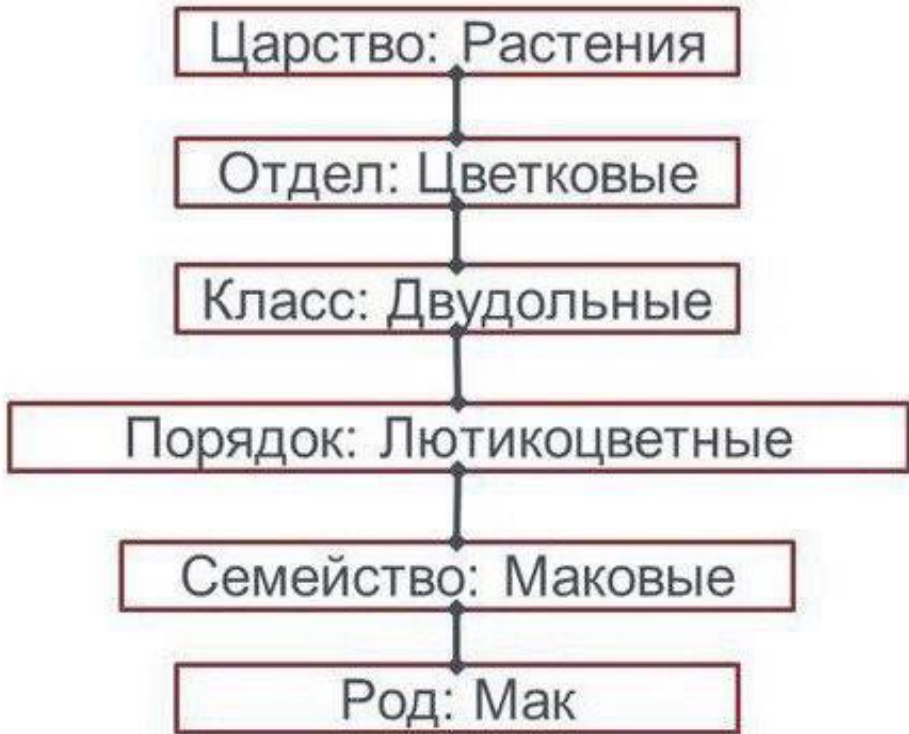 Царство: Растения
Отдел: Цветковые
Класс: Двудольные
Порядок: Лютикоцветные
Семейство: Маковые
Род: Мак